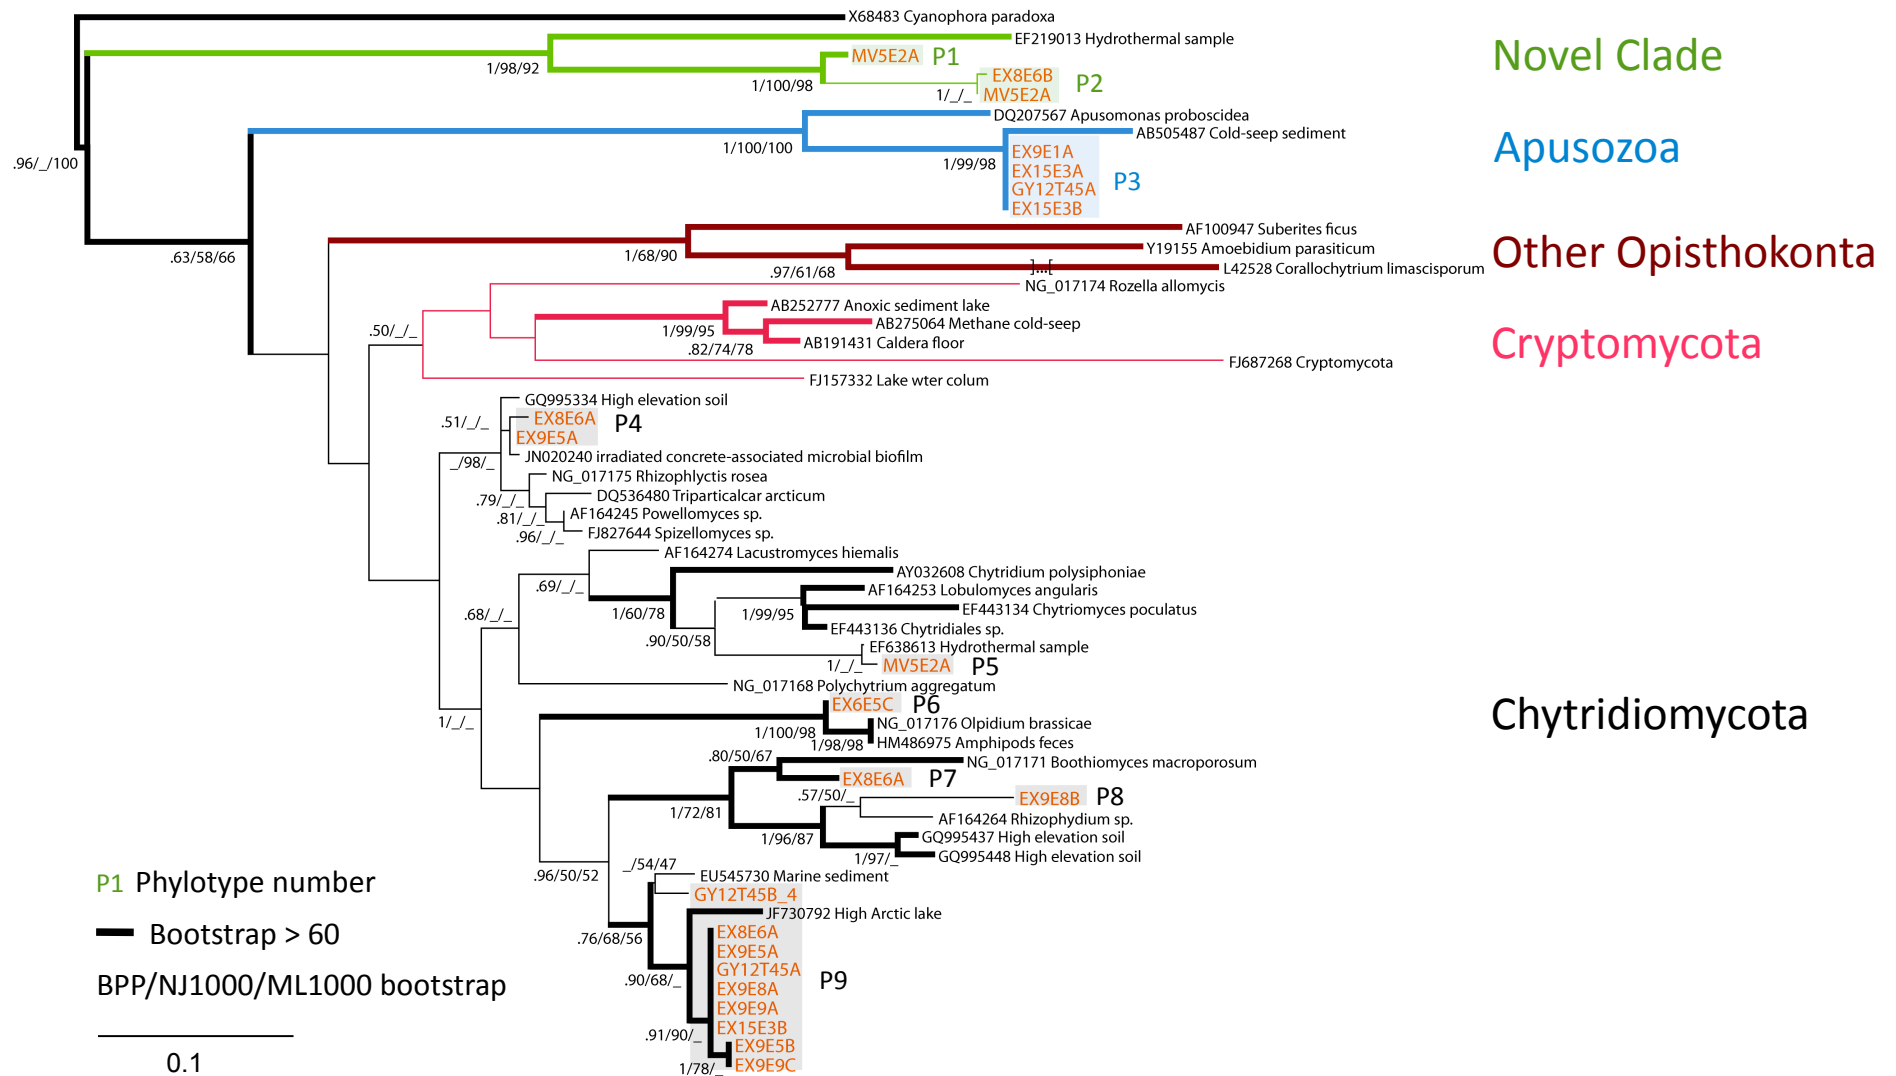 X68483 Cyanophora paradoxa
EF219013 Hydrothermal sample
Novel Clade
MV5E2A P1
1/98/92
EX8E6B
1/100/98
P2
1/_/_
MV5E2A
DQ207567 Apusomonas proboscidea
AB505487 Cold-seep sediment
Apusozoa
1/100/100
EX9E1A
.96/_/100
1/99/98
EX15E3A
P3
GY12T45A
EX15E3B
AF100947 Suberites ficus
Y19155 Amoebidium parasiticum
Other Opisthokonta
.63/58/66
1/68/90
.97/61/68
]...[
L42528 Corallochytrium limascisporum
NG_017174 Rozella allomycis
AB252777 Anoxic sediment lake
.50/_/_
1/99/95
AB275064 Methane cold-seep
AB191431 Caldera floor
Cryptomycota
.82/74/78
FJ687268 Cryptomycota
FJ157332 Lake wter colum
GQ995334 High elevation soil
.51/_/_
EX8E6A
P4
EX9E5A
JN020240 irradiated concrete-associated microbial biofilm
_/98/_
NG_017175 Rhizophlyctis rosea
.79/_/_
DQ536480 Triparticalcar arcticum
.81/_/_
AF164245 Powellomyces sp.
.96/_/_
FJ827644 Spizellomyces sp.
AF164274 Lacustromyces hiemalis
AY032608 Chytridium polysiphoniae
.69/_/_
AF164253 Lobulomyces angularis
1/60/78
1/99/95
EF443134 Chytriomyces poculatus
.68/_/_
EF443136 Chytridiales sp.
.90/50/58
EF638613 Hydrothermal sample
1/_/_
MV5E2A P5
NG_017168 Polychytrium aggregatum
EX6E5C P6
1/_/_
NG_017176 Olpidium brassicae
Chytridiomycota
1/100/98
1/98/98
HM486975 Amphipods feces
.80/50/67
NG_017171 Boothiomyces macroporosum
EX8E6A P7
.57/50/_
EX9E8B P8
1/72/81
AF164264 Rhizophydium sp.
1/96/87
GQ995437 High elevation soil
1/97/_
GQ995448 High elevation soil
_/54/47
.96/50/52
EU545730 Marine sediment
P1 Phylotype number
GY12T45B_4
JF730792 High Arctic lake
Bootstrap > 60
.76/68/56
EX8E6A
EX9E5A
GY12T45A
.90/68/_
P9
BPP/NJ1000/ML1000 bootstrap
EX9E8A
EX9E9A
EX15E3B
.91/90/_
EX9E5B
0.1
1/78/_
EX9E9C